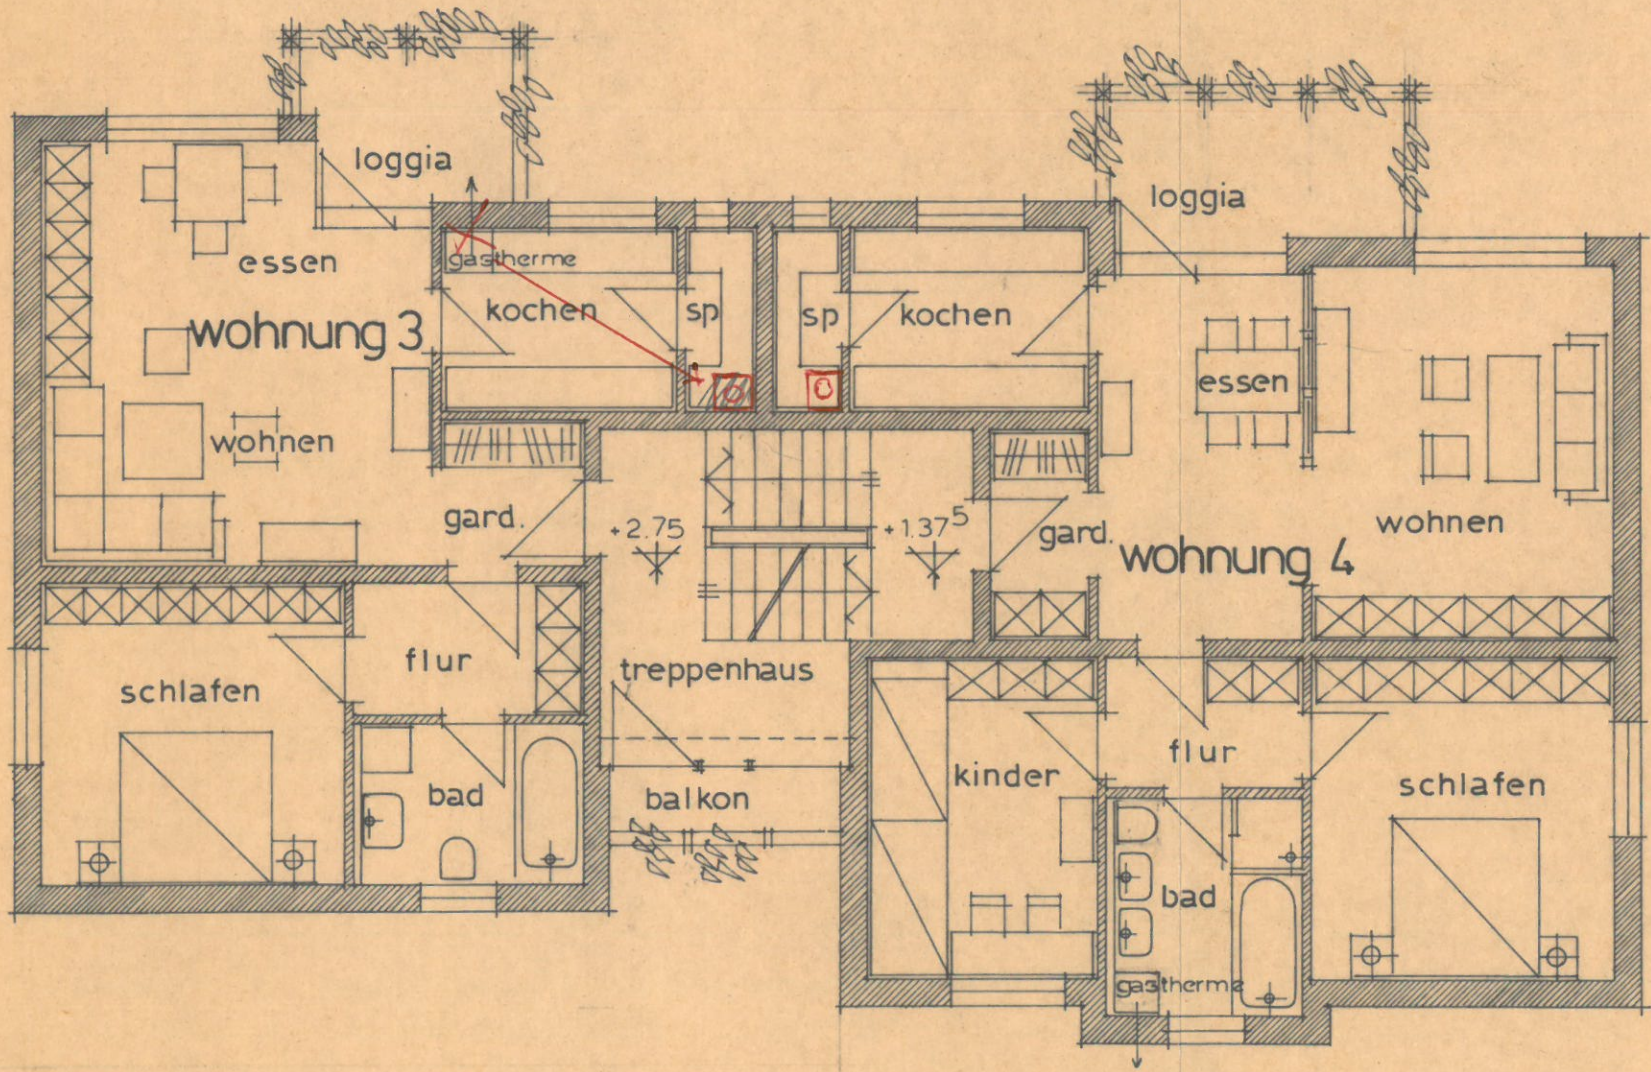 loggia
loggia
essen
gastherme
kochen
sp
sp
kochen
wohnung 3
essen
wohnen
gard.
+2.75
+1.37⁵
gard.
wohnen
wohnung 4
flur
treppenhaus
schlafen
flur
kinder
schlafen
bad
balkon
bad
gastherme